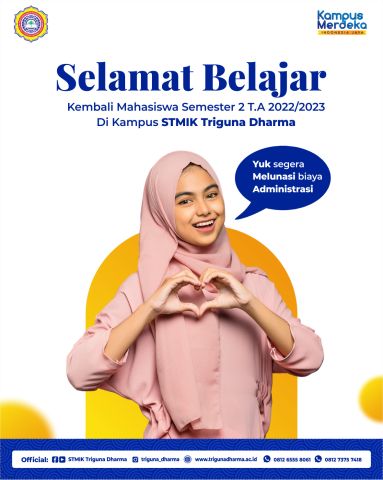 Kampus
Merdeka
INDONESIA JAYA
Selamat Belajar
Kembali Mahasiswa Semester 2 T.A 2022/2023
Di Kampus STMIK Triguna Dharma
Yuk segera
Melunasi biaya
Administrasi
Official: STMIK Triguna Dharma triguna_dharma www.trigunadharma.ac.id 0812 6555 8061 0812 7375 7418